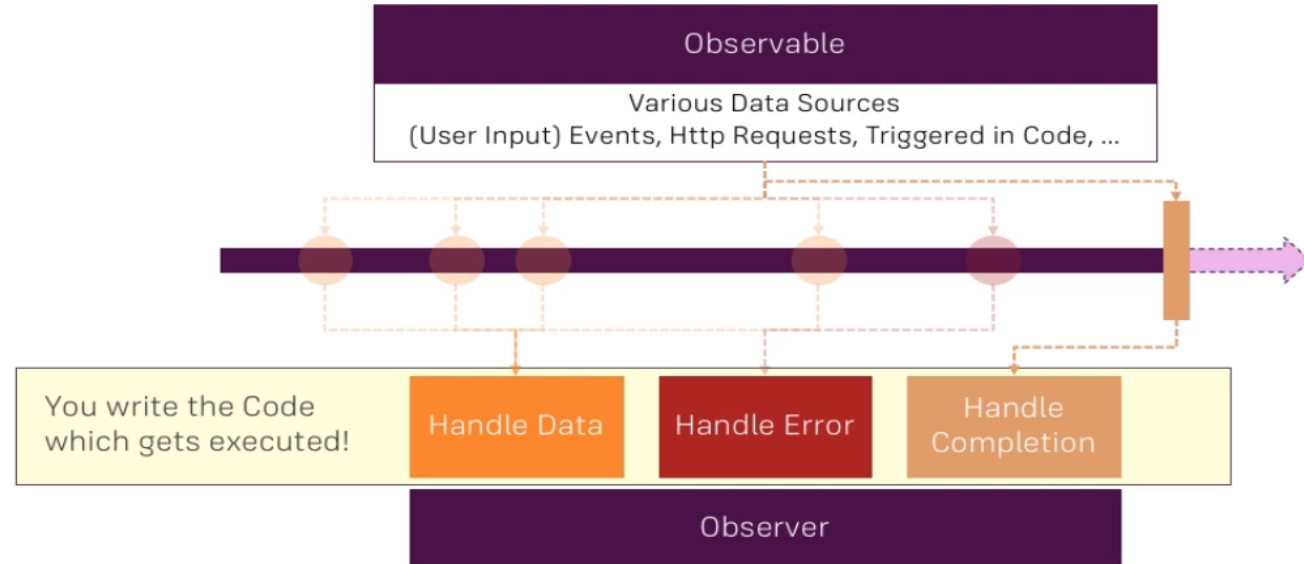 Observable
Various Data Sources
(User Input) Events, Http Requests, Triggered in Code, ...
You write the Code
which gets executed!
Handle Data
Handle Error
Handle
Completion
Observer